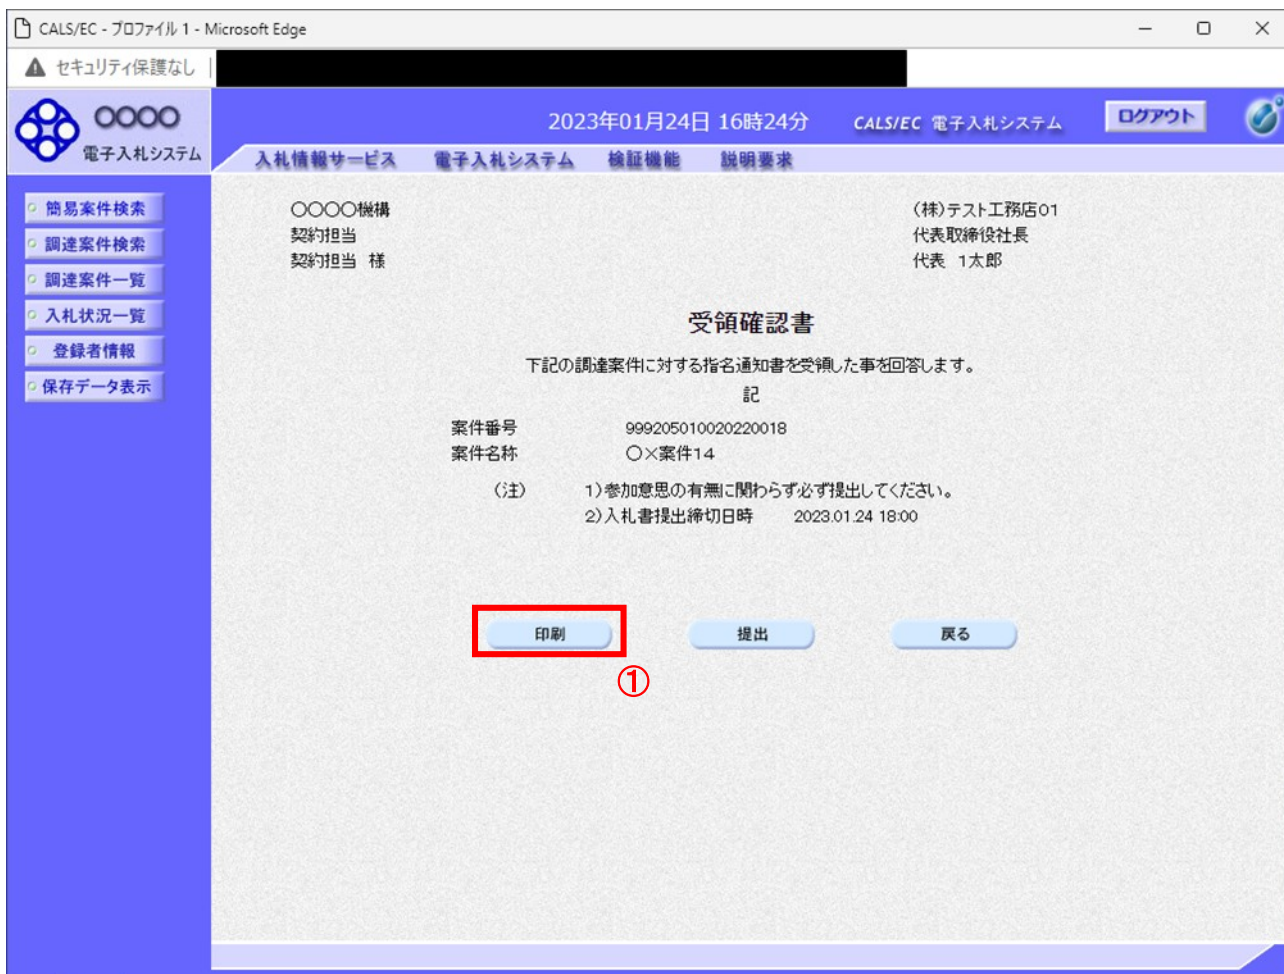 CALS/EC - プロファイル 1 - Microsoft Edge
セキュリティ保護なし
〇〇〇〇
電子入札システム
2023年01月24日 16時24分
CALS/EC 電子入札システム
ログアウト
入札情報サービス 電子入札システム 検証機能 説明要求
簡易案件検索
調達案件検索
調達案件一覧
入札状況一覧
登録者情報
保存データ表示
〇〇〇〇機構
契約担当
契約担当 様
(株)テスト工務店01
代表取締役社長
代表 1太郎
受領確認書
下記の調達案件に対する指名通知書を受領した事を回答します。
記
案件番号 999205010020220018
案件名称 〇×案件14
(注) 1)参加意思の有無に関わらず必ず提出してください。
2)入札書提出締切日時 2023.01.24 18:00
印刷 提出 戻る
①